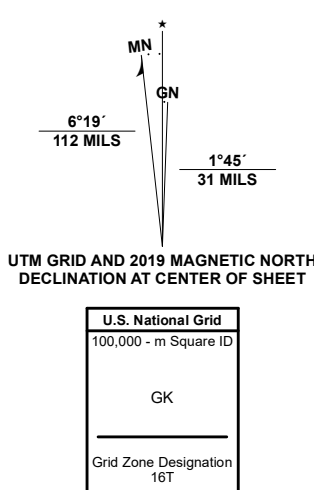 ★
MN
GN
6°19´
112 MILS
1°45´
31 MILS
UTM GRID AND 2019 MAGNETIC NORTH
DECLINATION AT CENTER OF SHEET
U.S. National Grid
100,000 - m Square ID
GK
Grid Zone Designation
16T